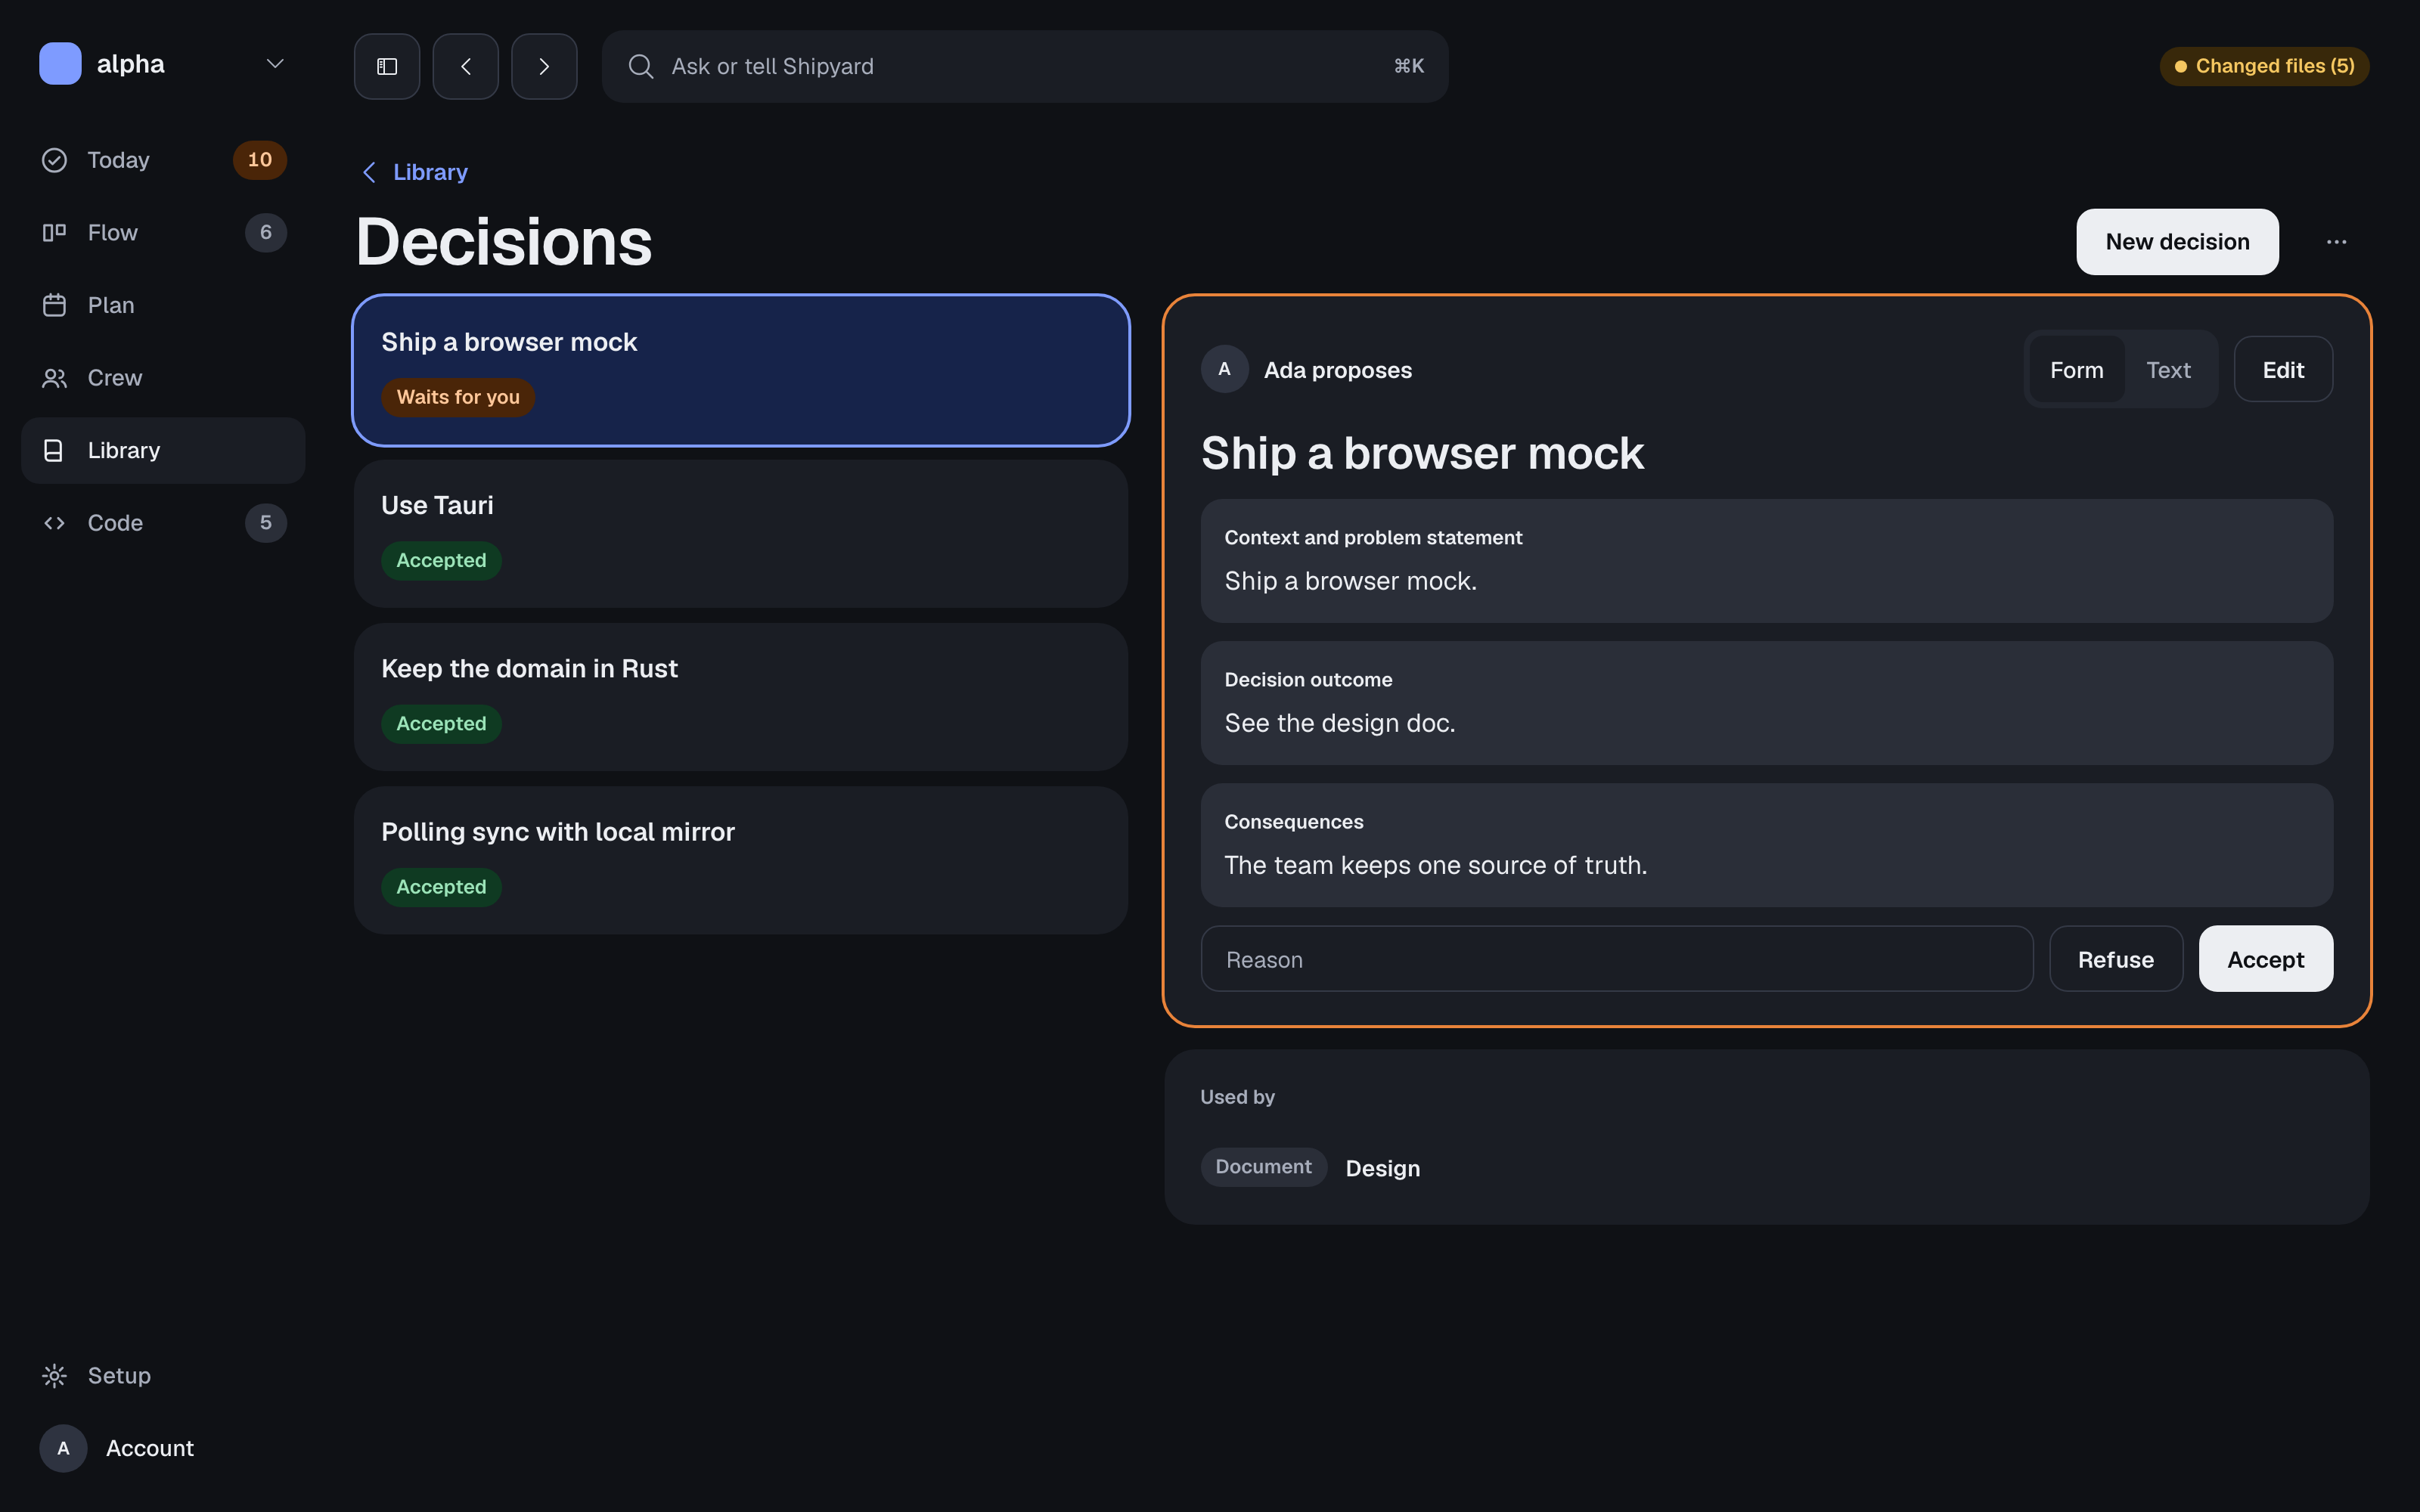 alpha
Ask or tell Shipyard
⌘K
Changed files (5)
Today
10
Flow
6
Plan
Crew
Library
Code
5
Setup
A
Account
Library
Decisions
New decision
Ship a browser mock
Waits for you
Use Tauri
Accepted
Keep the domain in Rust
Accepted
Polling sync with local mirror
Accepted
A
Ada proposes
Form
Text
Edit
Ship a browser mock
Context and problem statement
Ship a browser mock.
Decision outcome
See the design doc.
Consequences
The team keeps one source of truth.
Reason
Refuse
Accept
Used by
Document
Design